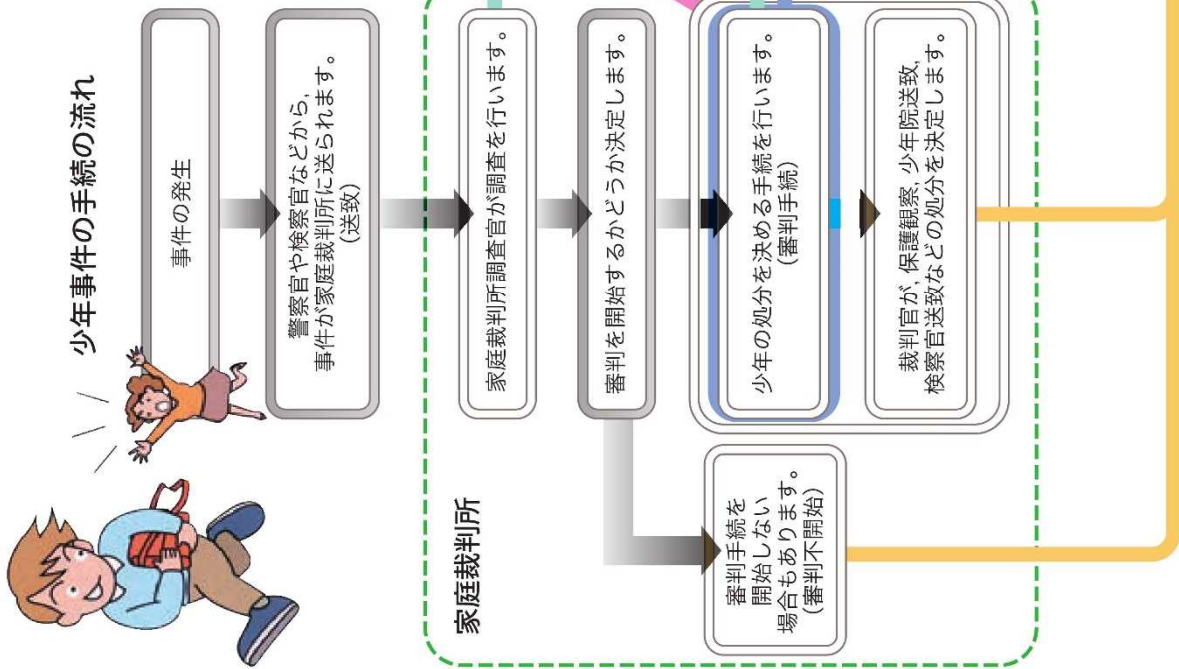 少年事件の手続の流れ
事件の発生
警察官や検察官などから,
事件が家庭裁判所に送られます。
(送致)
家庭裁判所
家庭裁判所調査官が調査を行います。
審判を開始するかどうか決定します。
審判手続を
開始しない
場合もあります。
(審判不開始)
少年の処分を決める手続を行います。
(審判手続)
裁判官が, 保護観察, 少年院送致,
検察官送致などの処分を決定します。